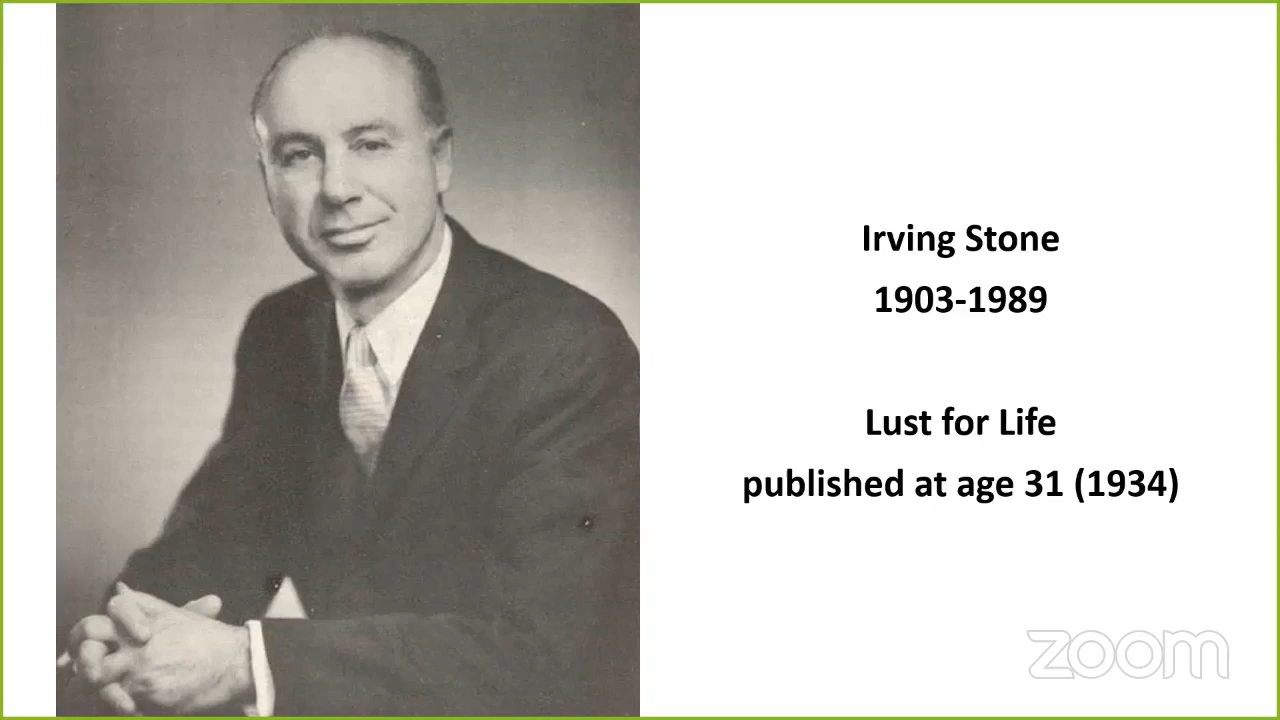 Irving Stone
1903-1989
Lust for Life
published at age 31 (1934)
zoom